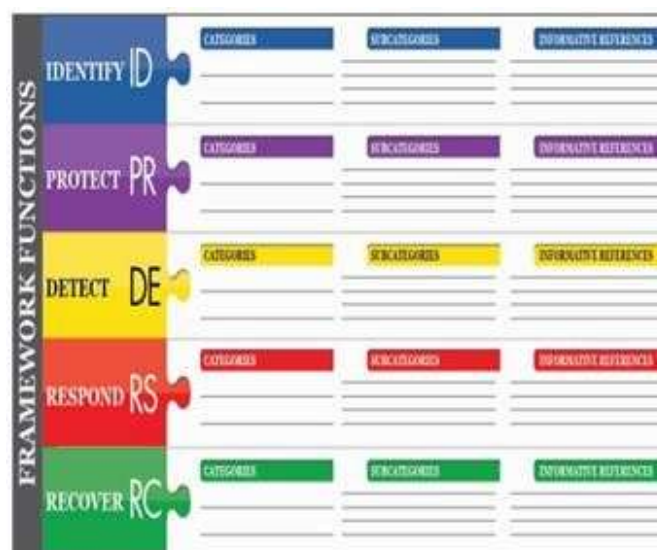 FRAMEWORK FUNCTIONS
IDENTIFY ID
CATEGORIES
SUBCATEGORIES
INFORMATIVE REFERENCES
PROTECT PR
CATEGORIES
SUBCATEGORIES
INFORMATIVE REFERENCES
DETECT DE
CATEGORIES
SUBCATEGORIES
INFORMATIVE REFERENCES
RESPOND RS
CATEGORIES
SUBCATEGORIES
INFORMATIVE REFERENCES
RECOVER RC
CATEGORIES
SUBCATEGORIES
INFORMATIVE REFERENCES